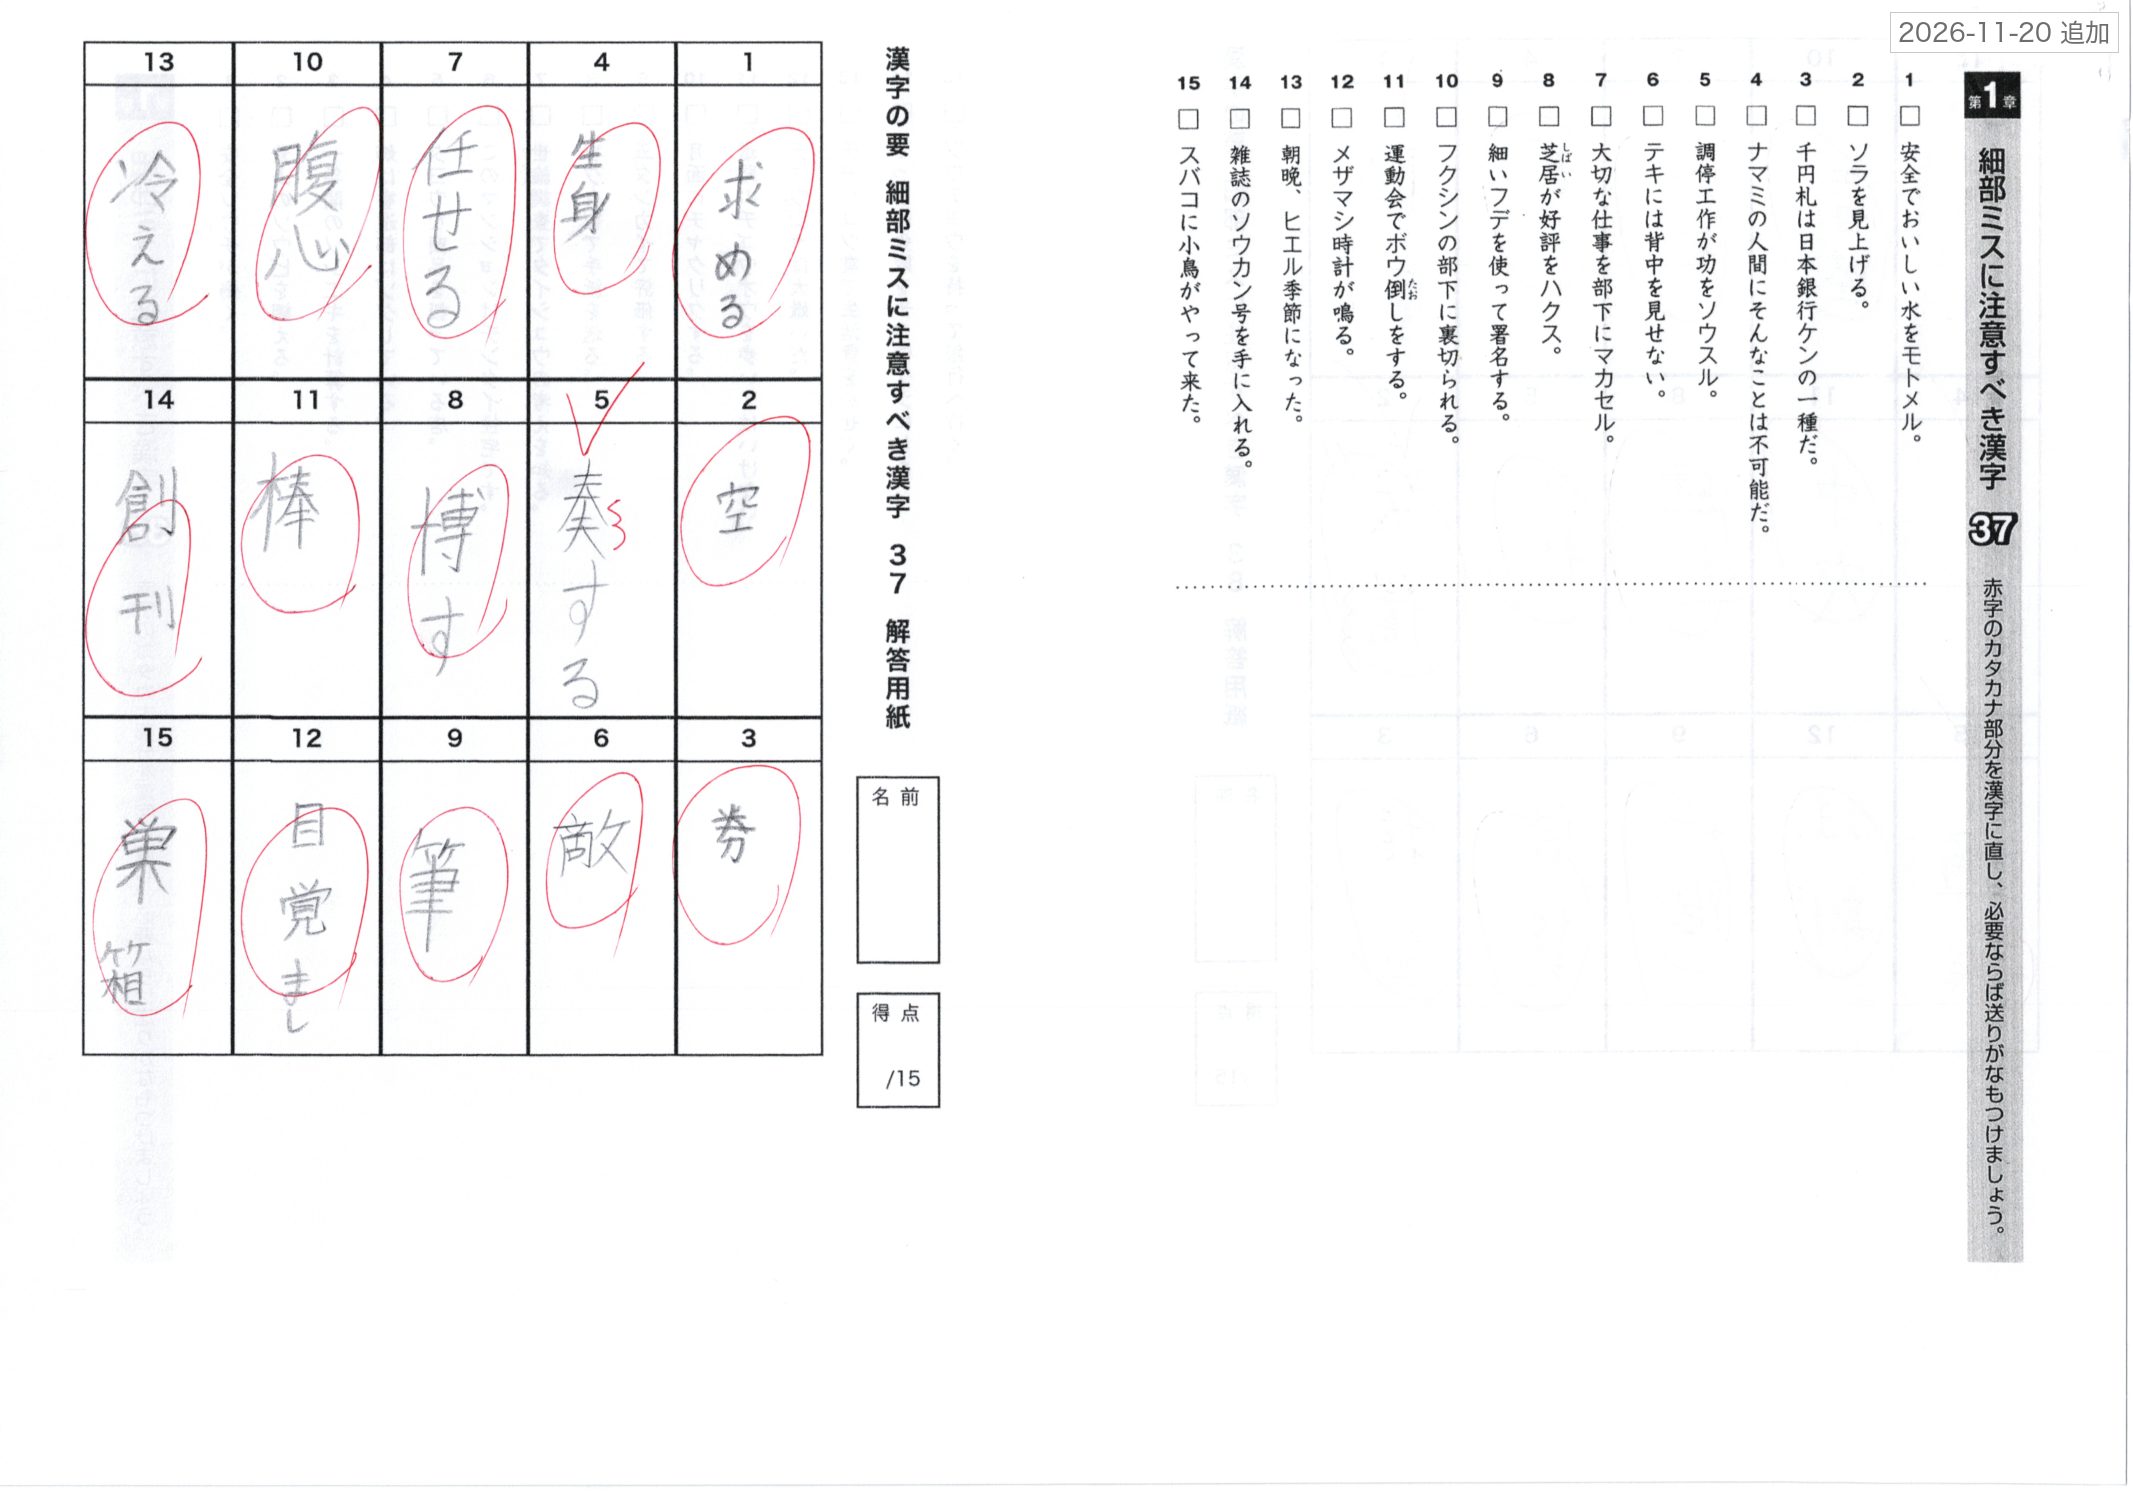 2026-11-20 追加
第1章 細部ミスに注意すべき漢字 37 赤字のカタカナ部分を漢字に直し、必要ならば送りがなもつけましょう。
1 □ 安全でおいしい水をモトメル。
2 □ ソラを見上げる。
3 □ 千円札は日本銀行ケンの一種だ。
4 □ ナマミの人間にそんなことは不可能だ。
5 □ 調停工作が功をソウスル。
6 □ テキには背中を見せない。
7 □ 大切な仕事を部下にマカセル。
8 □ 芝居が好評をハクス。
しばい
9 □ 細いフデを使って署名する。
10 □ フクシンの部下に裏切られる。
11 □ 運動会でボウ倒しをする。
たお
12 □ メザマシ時計が鳴る。
13 □ 朝晩、ヒエル季節になった。
14 □ 雑誌のソウカン号を手に入れる。
15 □ スバコに小鳥がやって来た。
漢字の要 細部ミスに注意すべき漢字 37 解答用紙
名前
得点
/15
1
求める
2
空
3
券
4
生身
5
奏する
6
敵
7
任せる
8
博す
9
筆
10
腹心
11
棒
12
目覚まし
13
冷える
14
創刊
15
巣箱